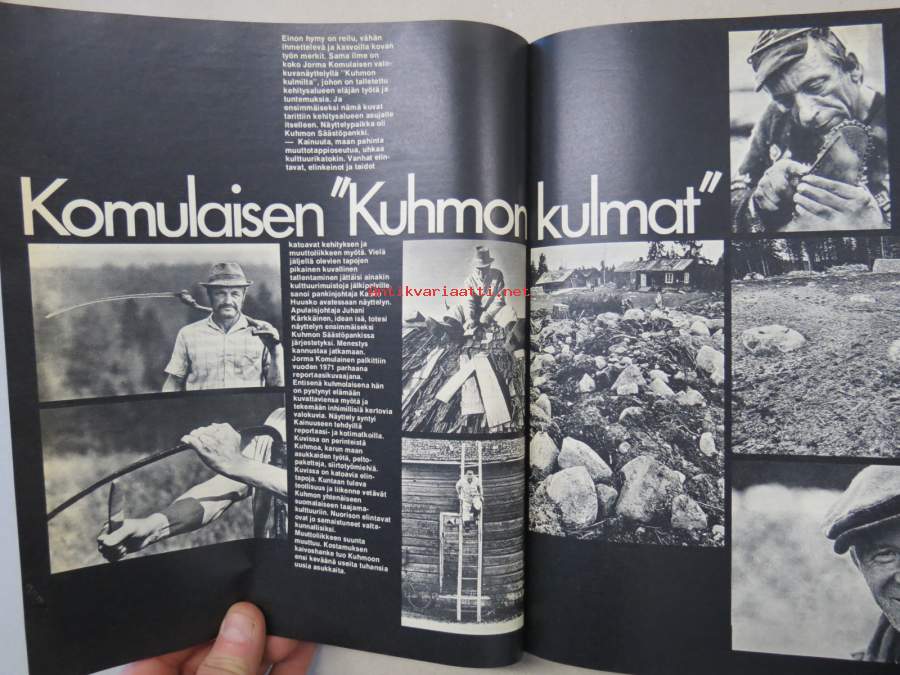 Einon hymy on reilu, vähän
ihmettelevä ja kasvoilla kovan
työn merkit. Sama ilme on
koko Jorma Komulaisen valo-
kuvanäyttelyllä "Kuhmon
kulmilta", johon on talletettu
kehitysalueen eläjän työtä ja
tuntemuksia. Ja
ensimmäiseksi nämä kuvat
tarittiin kehitysalueen asujalle
itselleen. Näyttelypaikka oli
Kuhmon Säästöpankki.
— Kainuuta, maan pahinta
muuttotappioseutua, uhkaa
kulttuurikatokin. Vanhat elin-
tavat, elinkeinot ja taidot
Komulaisen "Kuhmon kulmat"
katoavat kehityksen ja
muuttoliikkeen myötä. Vielä
jäljellä olevien tapojen
pikainen kuvallinen
tallentaminen jättäisi ainakin
kulttuurimuistoja jälkipolville,
sanoi pankinjohtaja
Huusko avatessaan näyttelyn.
Apulaisjohtaja Juhani
Kärkkäinen, idean isä, totesi
näyttelyn ensimmäiseksi
Kuhmon Säästöpankissa
järjestetyksi. Menestys
kannustaa jatkamaan.
Jorma Komulainen palkittiin
vuoden 1971 parhaana
reportaasikuvaajana.
Entisenä kuhmolaisena hän
on pystynyt elämään
kuvattaviensa myötä ja
tekemään inhimillisiä kertovia
valokuvia. Näyttely syntyi
Kainuuseen tehdyillä
reportaasi- ja kotimatkoilla.
Kuvissa on perinteistä
Kuhmoa, karun maan
asukkaiden työtä, pelto-
paketteja, siirtotyömielvä.
Kuvissa on katoavia elin-
tapoja. Kuntaan tuleva
teollisuus ja liikenne vetävät
Kuhmon yhtenäiseen
suomalaiseen taajama-
kulttuuriin. Nuorison elintavat
ovat jo samaistuneet valta-
kunnallisiksi.
Muuttoliikkeen suunta
muuttuu. Kostamuksen
kaivoshanke tuo Kuhmoon
ensi keväänä useita tuhansia
uusia asukkaita.
antikvariaatti.net